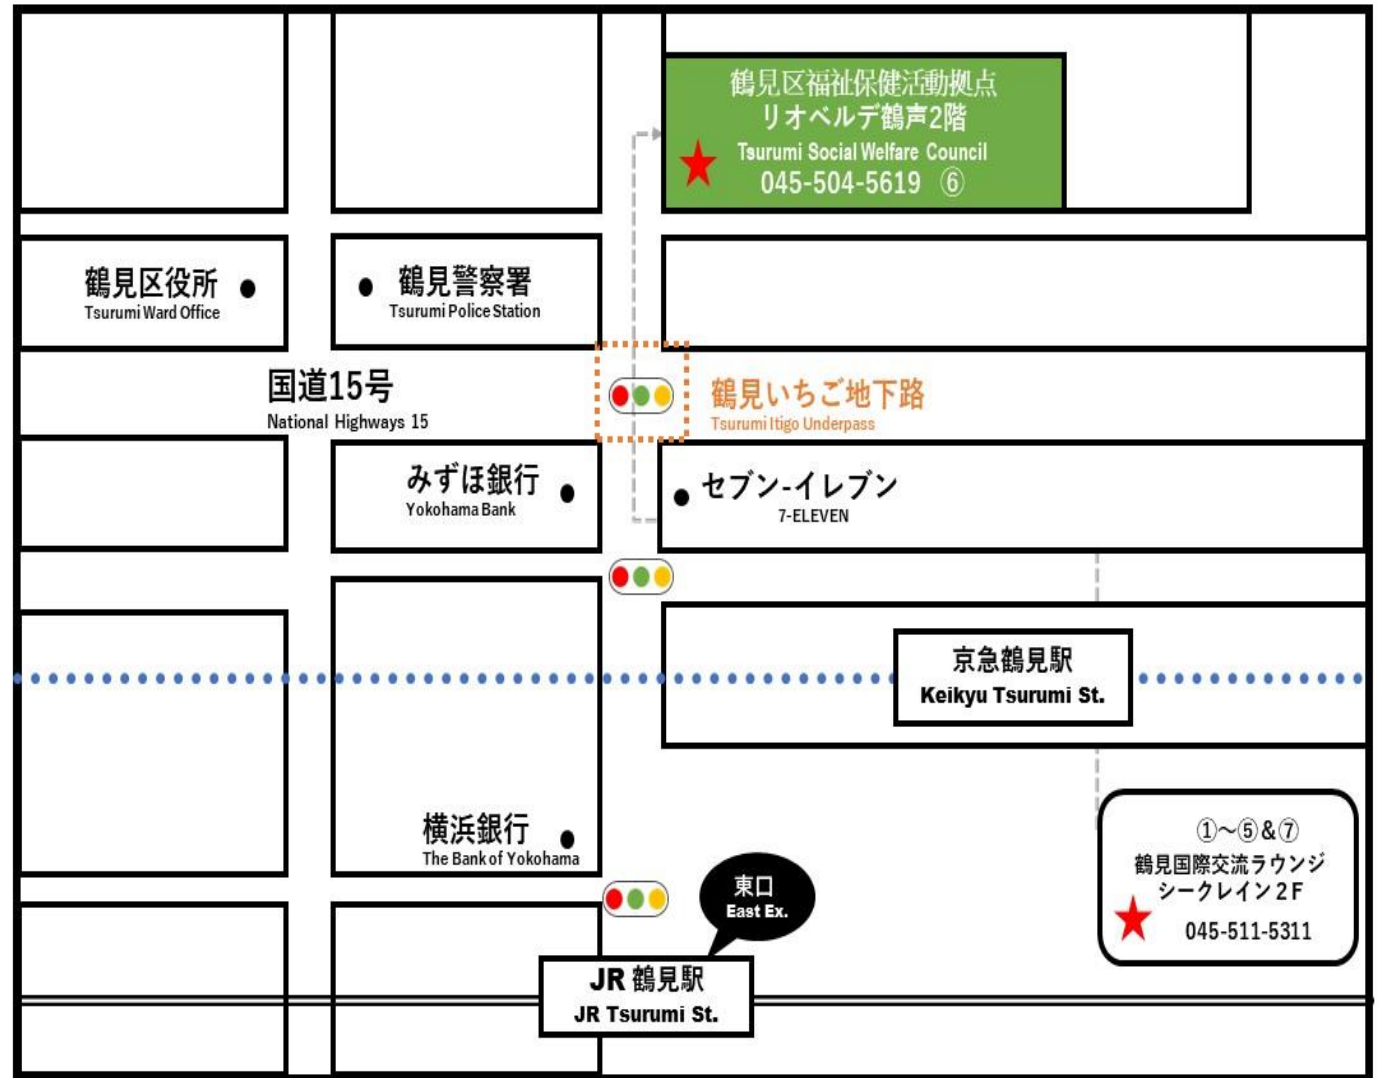 鶴見区福祉保健活動拠点
リオベルデ鶴声2階
Tsurumi Social Welfare Council
045-504-5619 ⑥
鶴見区役所
Tsurumi Ward Office
鶴見警察署
Tsurumi Police Station
国道15号
National Highways 15
鶴見いちご地下路
Tsurumi Itigo Underpass
みずほ銀行
Yokohama Bank
セブン-イレブン
7-ELEVEN
京急鶴見駅
Keikyu Tsurumi St.
横浜銀行
The Bank of Yokohama
東口
East Ex.
①～⑤&⑦
鶴見国際交流ラウンジ
シークレイン2F
045-511-5311
JR 鶴見駅
JR Tsurumi St.